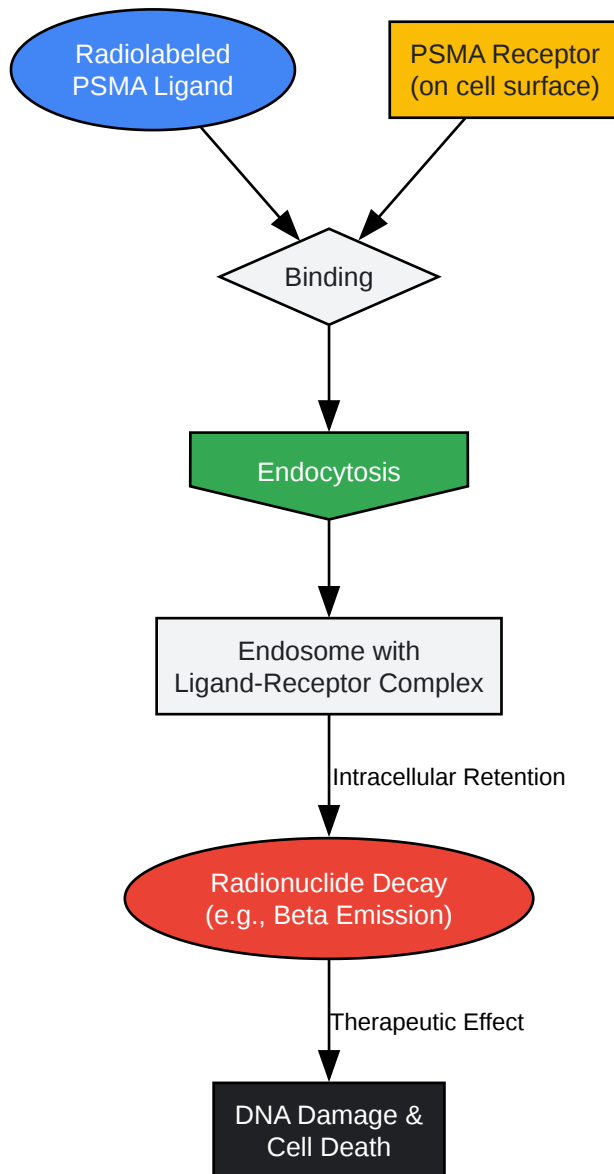 Radiolabeled
PSMA Ligand
PSMA Receptor
(on cell surface)
Binding
Endocytosis
Endosome with
Ligand-Receptor Complex
Intracellular Retention
Radionuclide Decay
(e.g., Beta Emission)
Therapeutic Effect
DNA Damage &
Cell Death